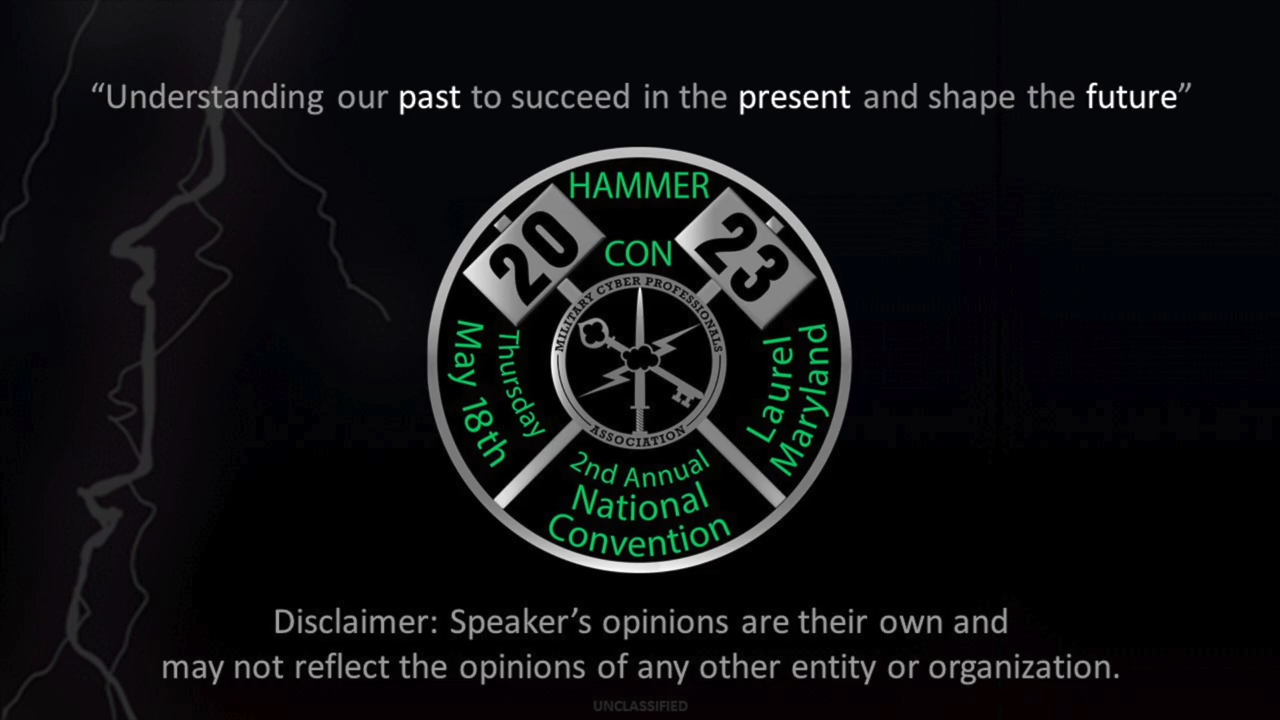 “Understanding our past to succeed in the present and shape the future”
HAMMER
CON
20
23
MILITARY CYBER PROFESSIONALS
ASSOCIATION
Thursday
May 18th
Laurel
Maryland
2nd Annual
National
Convention
Disclaimer: Speaker’s opinions are their own and
may not reflect the opinions of any other entity or organization.
UNCLASSIFIED